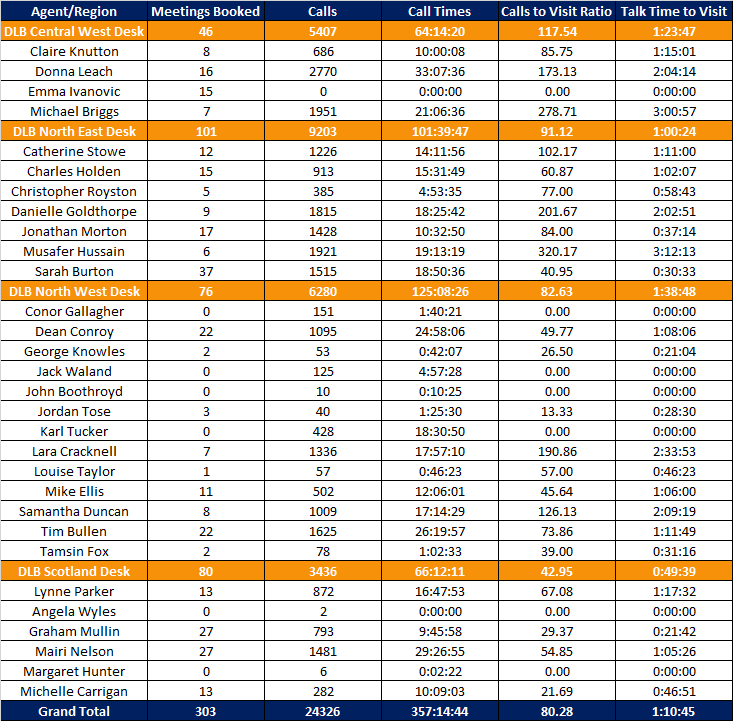 Agent/Region Meetings Booked Calls Call Times Calls to Visit Ratio Talk Time to Visit
DLB Central West Desk 46 5407 64:14:20 117.54 1:23:47
Claire Knutton 8 686 10:00:08 85.75 1:15:01
Donna Leach 16 2770 33:07:36 173.13 2:04:14
Emma Ivanovic 15 0 0:00:00 0.00 0:00:00
Michael Briggs 7 1951 21:06:36 278.71 3:00:57
DLB North East Desk 101 9203 101:39:47 91.12 1:00:24
Catherine Stowe 12 1226 14:11:56 102.17 1:11:00
Charles Holden 15 913 15:31:49 60.87 1:02:07
Christopher Royston 5 385 4:53:35 77.00 0:58:43
Danielle Goldthorpe 9 1815 18:25:42 201.67 2:02:51
Jonathan Morton 17 1428 10:32:50 84.00 0:37:14
Musafer Hussain 6 1921 19:13:19 320.17 3:12:13
Sarah Burton 37 1515 18:50:36 40.95 0:30:33
DLB North West Desk 76 6280 125:08:26 82.63 1:38:48
Conor Gallagher 0 151 1:40:21 0.00 0:00:00
Dean Conroy 22 1095 24:58:06 49.77 1:08:06
George Knowles 2 53 0:42:07 26.50 0:21:04
Jack Waland 0 125 4:57:28 0.00 0:00:00
John Boothroyd 0 10 0:10:25 0.00 0:00:00
Jordan Tose 3 40 1:25:30 13.33 0:28:30
Karl Tucker 0 428 18:30:50 0.00 0:00:00
Lara Cracknell 7 1336 17:57:10 190.86 2:33:53
Louise Taylor 1 57 0:46:23 57.00 0:46:23
Mike Ellis 11 502 12:06:01 45.64 1:06:00
Samantha Duncan 8 1009 17:14:29 126.13 2:09:19
Tim Bullen 22 1625 26:19:57 73.86 1:11:49
Tamsin Fox 2 78 1:02:33 39.00 0:31:16
DLB Scotland Desk 80 3436 66:12:11 42.95 0:49:39
Lynne Parker 13 872 16:47:53 67.08 1:17:32
Angela Wyles 0 2 0:00:00 0.00 0:00:00
Graham Mullin 27 793 9:45:58 29.37 0:21:42
Mairi Nelson 27 1481 29:26:55 54.85 1:05:26
Margaret Hunter 0 6 0:02:22 0.00 0:00:00
Michelle Carrigan 13 282 10:09:03 21.69 0:46:51
Grand Total 303 24326 357:14:44 80.28 1:10:45